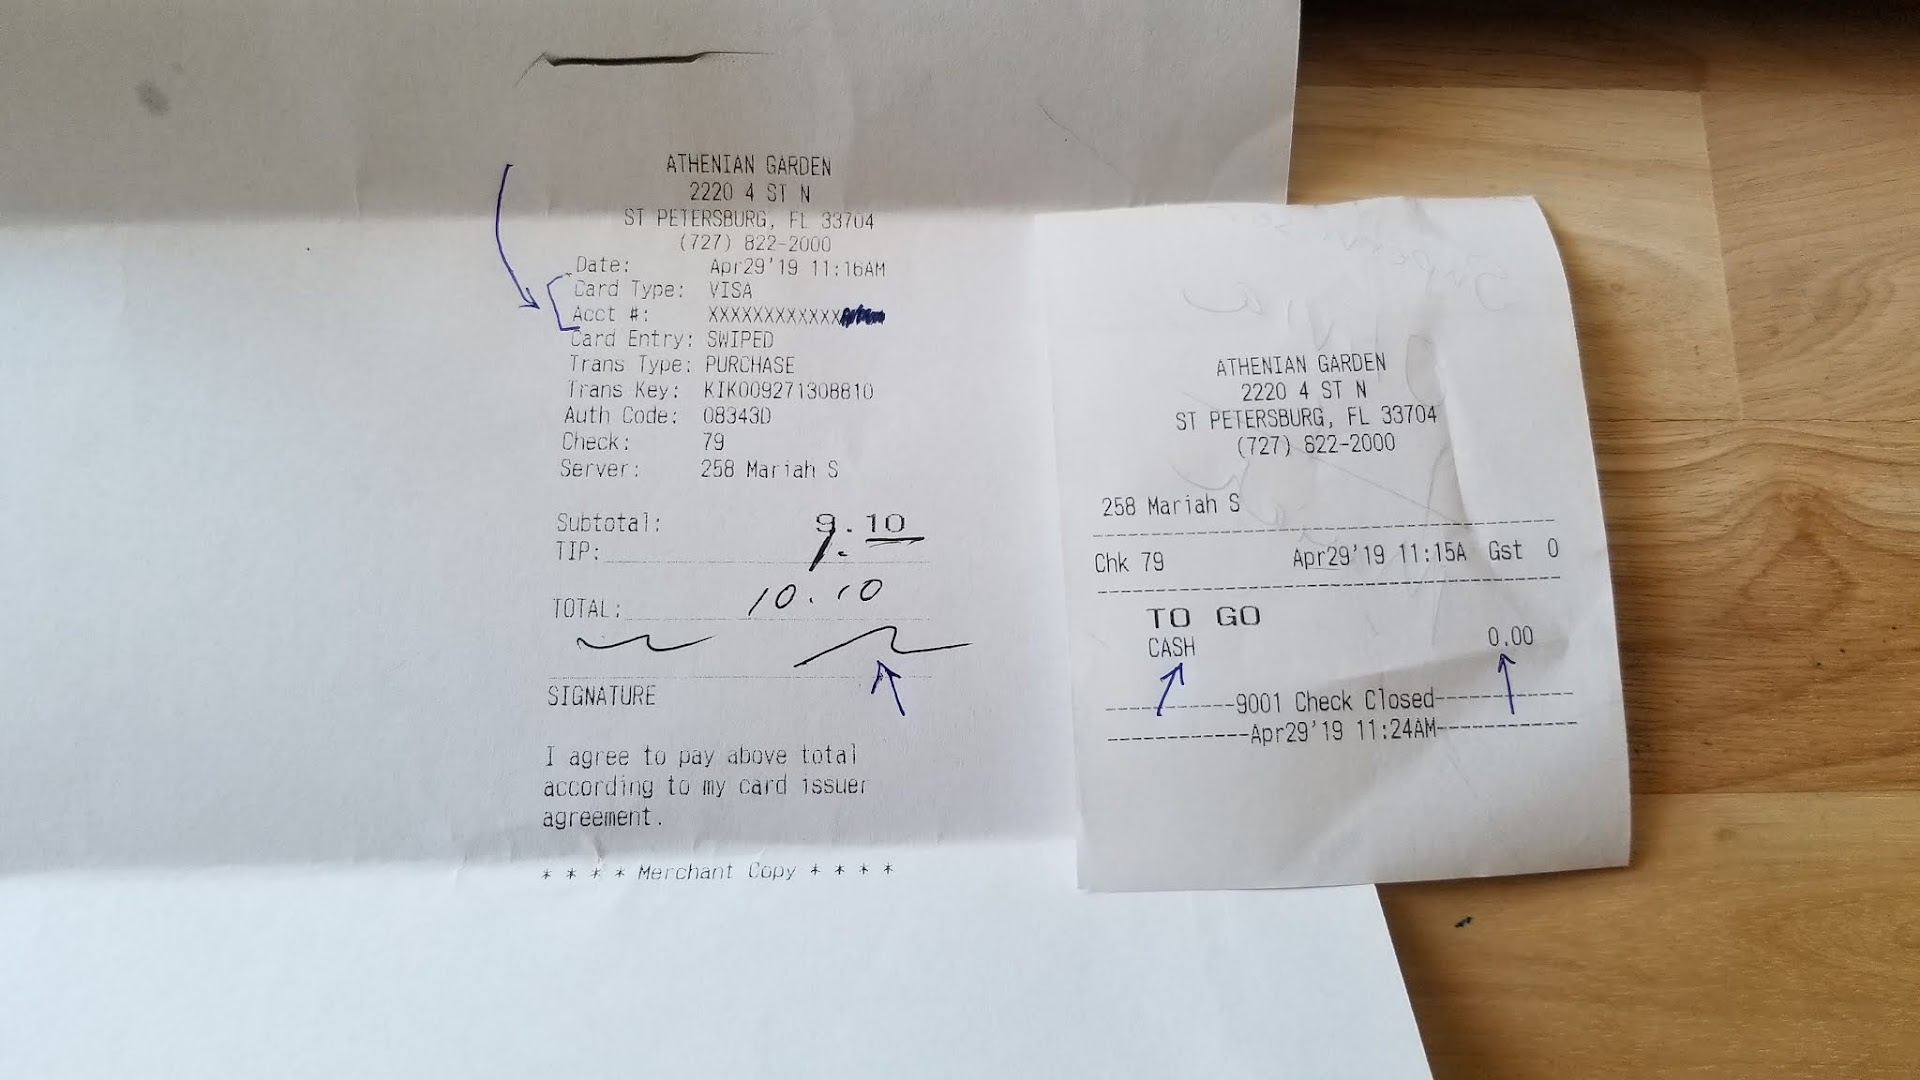 ATHENIAN GARDEN
2220 4 ST N
ST PETERSBURG, FL 33704
(727) 822-2000
Date: Apr29'19 11:16AM
Card Type: VISA
Acct #: XXXXXXXXXXXX
Card Entry: SWIPED
Trans Type: PURCHASE
Trans Key: KIK009271308810
Auth Code: 08343D
Check: 79
Server: 258 Mariah S
Subtotal: 9.10
TIP: 1.
TOTAL: 10.10
SIGNATURE
I agree to pay above total
according to my card issuer
agreement.
* * * * Merchant Copy * * * *
ATHENIAN GARDEN
2220 4 ST N
ST PETERSBURG, FL 33704
(727) 822-2000
258 Mariah S
Chk 79 Apr29'19 11:15A Gst 0
TO GO
CASH 0.00
------------9001 Check Closed------------
------------Apr29'19 11:24AM------------